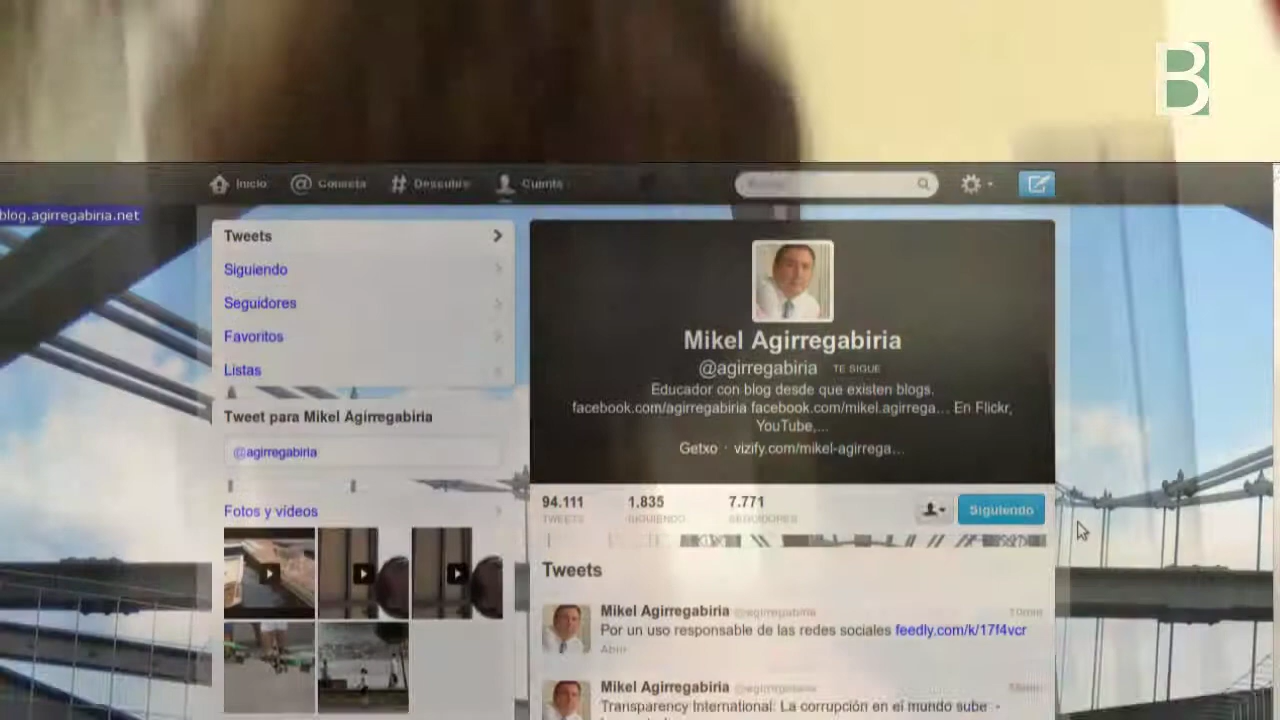 B
Inicio
Conecta
Descubre
Cuenta
blog.agirregabiria.net
Tweets
Siguiendo
Seguidores
Favoritos
Listas
Tweet para Mikel Agirregabiria
@agirregabiria
Fotos y vídeos
Mikel Agirregabiria
@agirregabiria TE SIGUE
Educador con blog desde que existen blogs.
facebook.com/agirregabiria facebook.com/mikel.agirrega... En Flickr,
YouTube,...
Getxo · vizify.com/mikel-agirrega...
94.111 1.835 7.771
TWEETS SIGUIENDO SEGUIDORES
Siguiendo
Tweets
Mikel Agirregabiria @agirregabiria
Por un uso responsable de las redes sociales feedly.com/k/17f4vcr
Abrir
Mikel Agirregabiria @agirregabiria
Transparency International: La corrupción en el mundo sube -